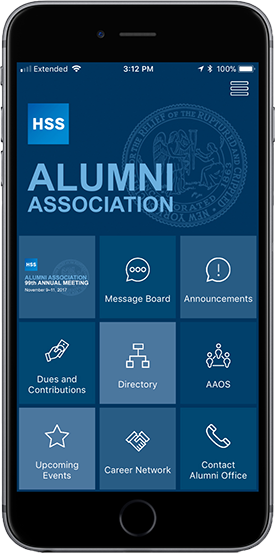 Extended 3:12 PM 100%
HSS
ALUMNI
ASSOCIATION
HSS
ALUMNI ASSOCIATION
99th ANNUAL MEETING
November 9–11, 2017
Message Board
Announcements
Dues and
Contributions
Directory
AAOS
Upcoming
Events
Career Network
Contact
Alumni Office